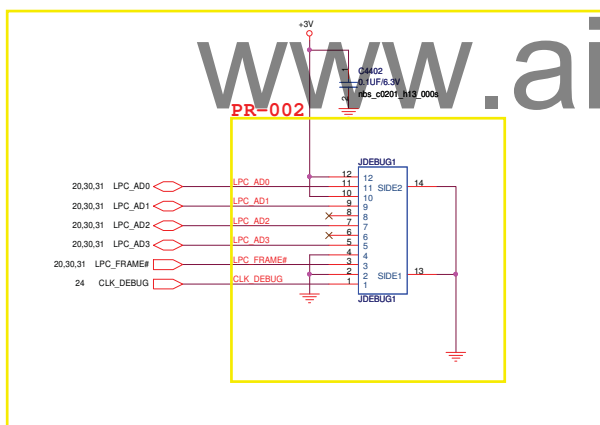 +3V
www.ai
C4402
0.1UF/6.3V
nbs_c0201_h13_000s
1
2
PR-002
JDEBUG1
12 12
20,30,31 LPC_AD0 LPC_AD0 11 11 SIDE2 14
10 10
20,30,31 LPC_AD1 LPC_AD1 9 9
8 8
20,30,31 LPC_AD2 LPC_AD2 7 7
6 6
20,30,31 LPC_AD3 LPC_AD3 5 5
4 4
20,30,31 LPC_FRAME# LPC_FRAME# 3 3
2 2 SIDE1 13
24 CLK_DEBUG CLK_DEBUG 1 1
JDEBUG1